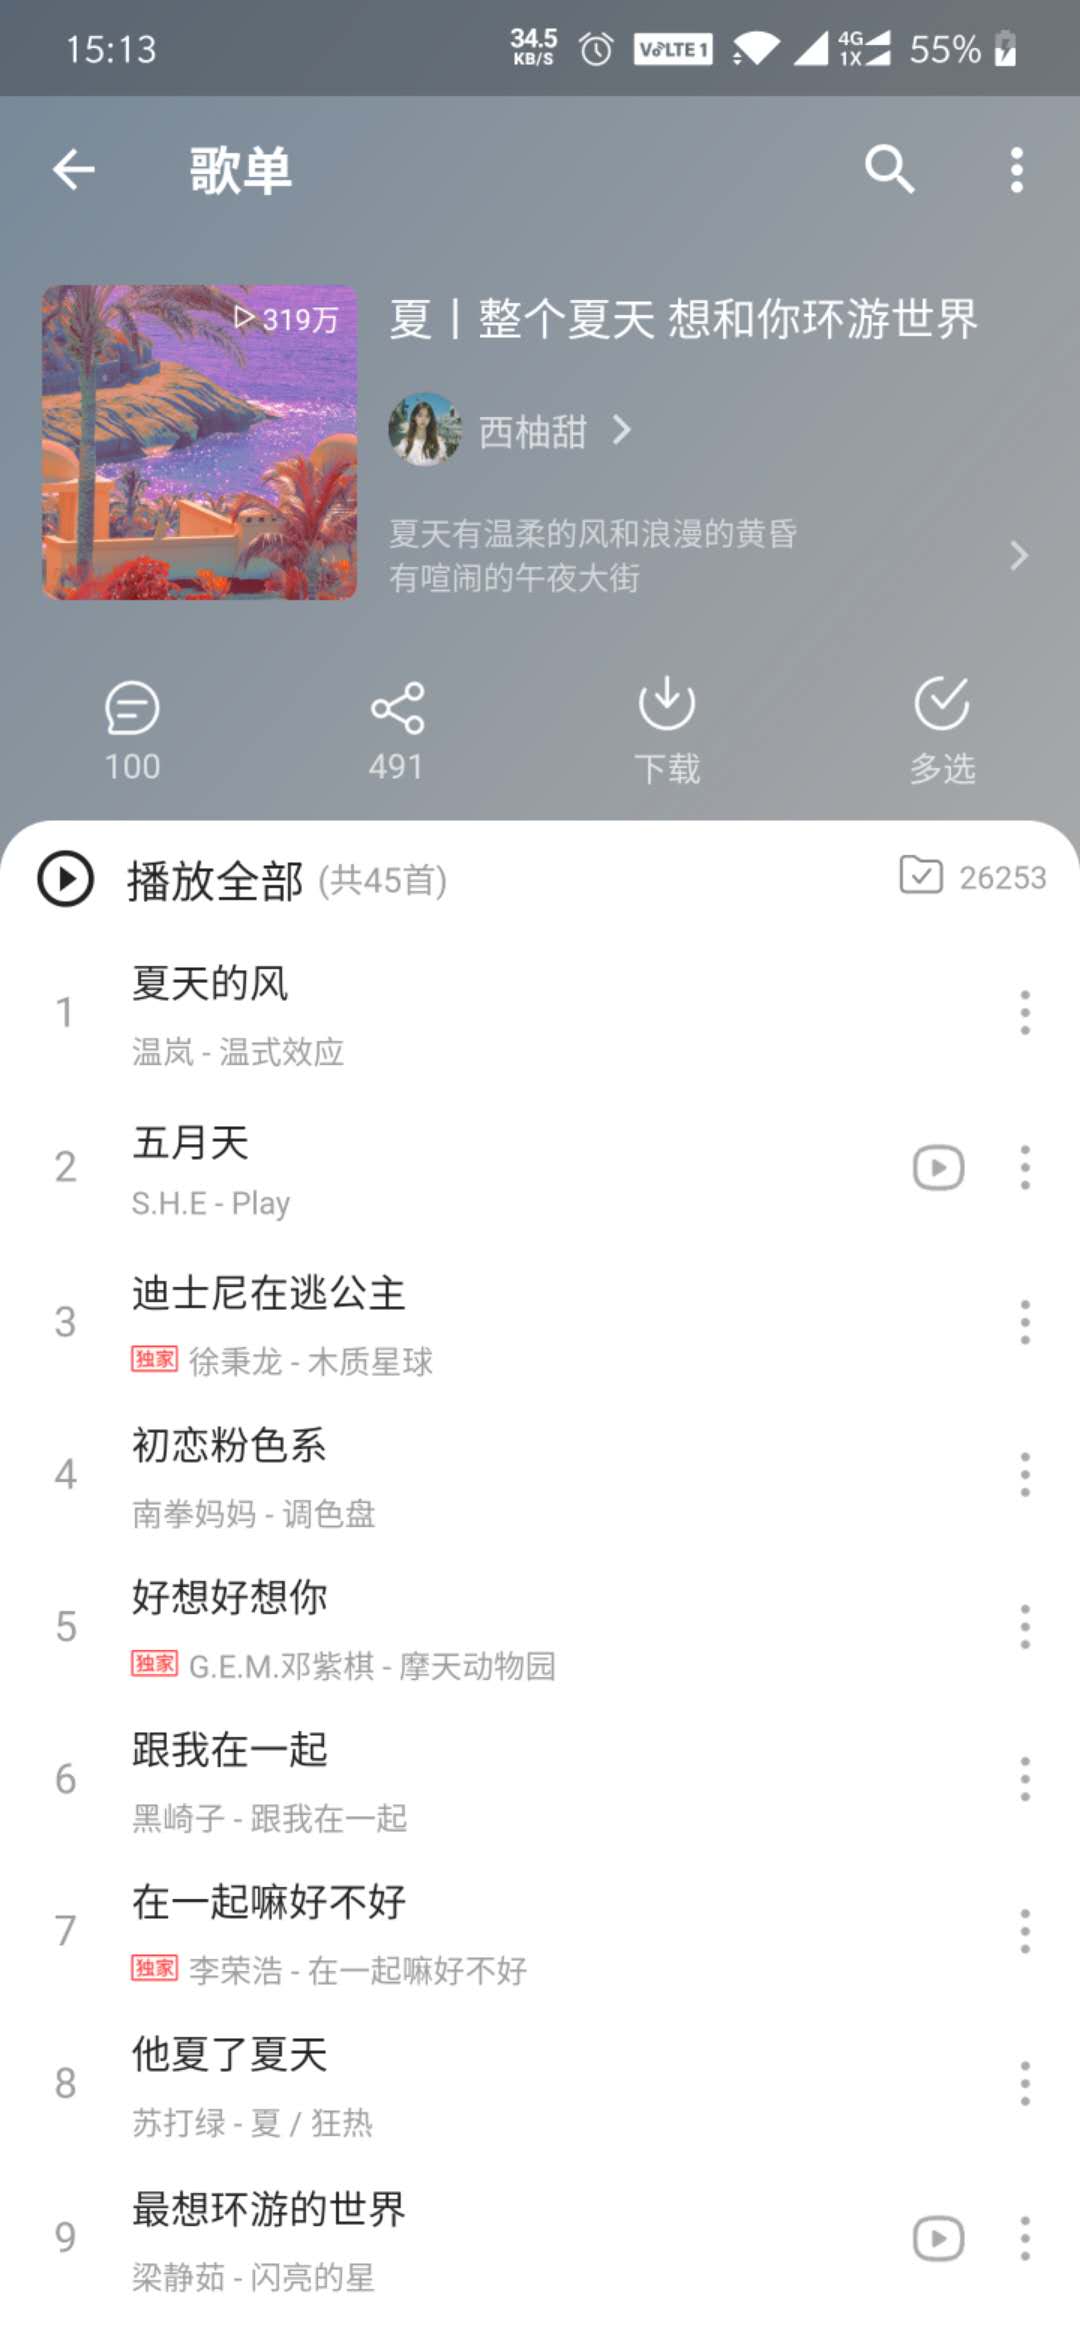 15:13 34.5 KB/S VoLTE 1 4G 1X 55%
歌单
319万
夏丨整个夏天 想和你环游世界
西柚甜
夏天有温柔的风和浪漫的黄昏
有喧闹的午夜大街
100 491 下载 多选
播放全部 (共45首) 26253
1 夏天的风
温岚 - 温式效应
2 五月天
S.H.E - Play
3 迪士尼在逃公主
独家 徐秉龙 - 木质星球
4 初恋粉色系
南拳妈妈 - 调色盘
5 好想好想你
独家 G.E.M.邓紫棋 - 摩天动物园
6 跟我在一起
黑崎子 - 跟我在一起
7 在一起嘛好不好
独家 李荣浩 - 在一起嘛好不好
8 他夏了夏天
苏打绿 - 夏 / 狂热
9 最想环游的世界
梁静茹 - 闪亮的星